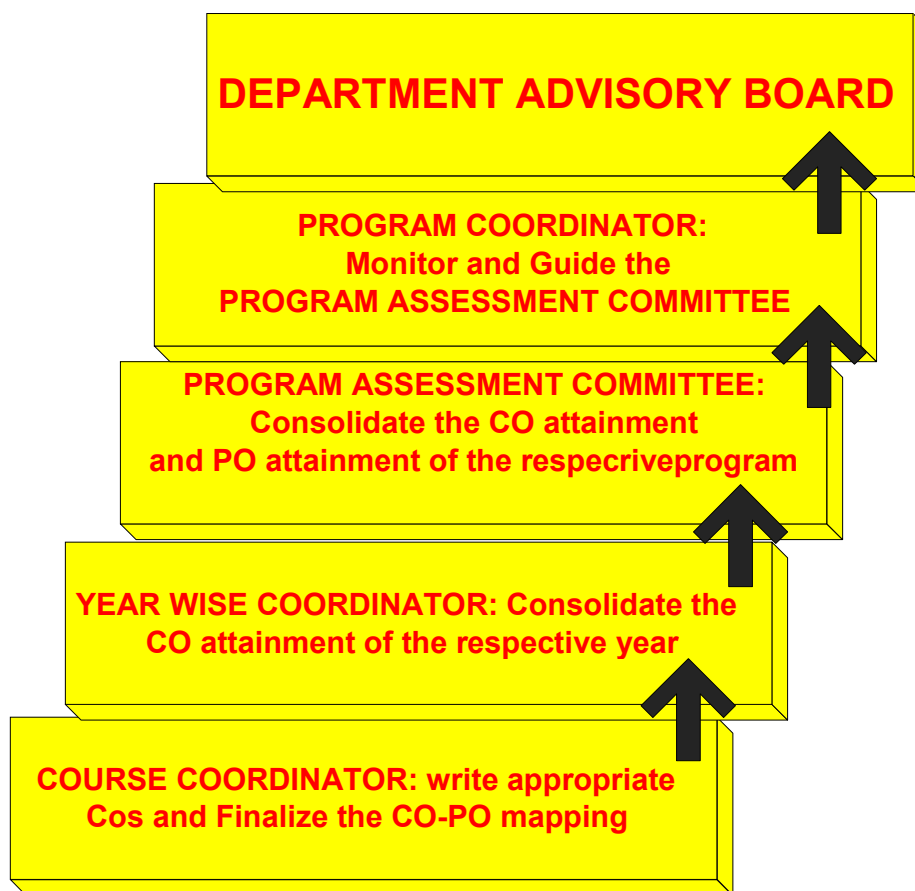 DEPARTMENT ADVISORY BOARD
PROGRAM COORDINATOR:
Monitor and Guide the
PROGRAM ASSESSMENT COMMITTEE
PROGRAM ASSESSMENT COMMITTEE:
Consolidate the CO attainment
and PO attainment of the respecriveprogram
YEAR WISE COORDINATOR: Consolidate the
CO attainment of the respective year
COURSE COORDINATOR: write appropriate
Cos and Finalize the CO-PO mapping